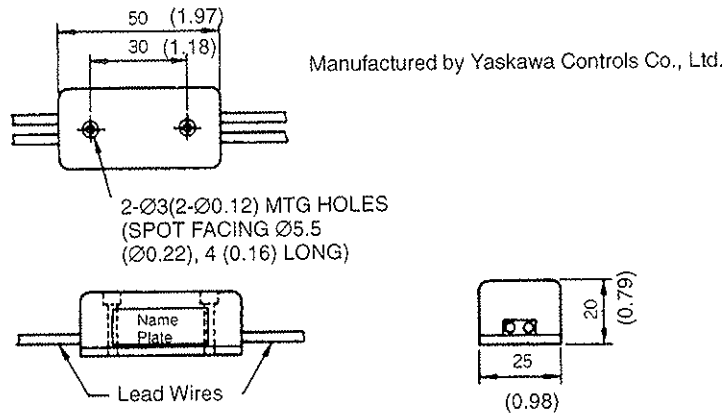 50 (1.97)
30 (1.18)
Manufactured by Yaskawa Controls Co., Ltd.
2-Ø3(2-Ø0.12) MTG HOLES
(SPOT FACING Ø5.5
(Ø0.22), 4 (0.16) LONG)
Name
Plate
Lead Wires
20
(0.79)
25
(0.98)